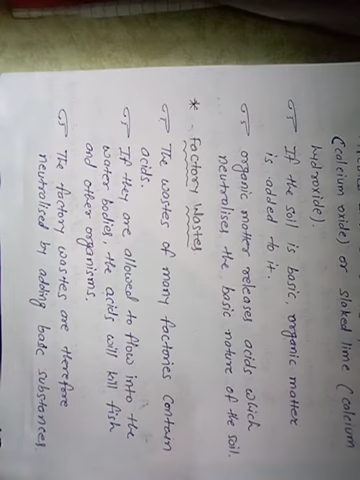 (calcium oxide) or slaked lime (calcium
hydroxide).
If the soil is basic, organic matter
is added to it.
organic matter releases acids which
neutralises the basic nature of the soil.
* Factory Wastes
The wastes of many factories contain
acids.
If they are allowed to flow into the
water bodies, the acids will kill fish
and other organisms.
The factory wastes are therefore
neutralised by adding basic substances